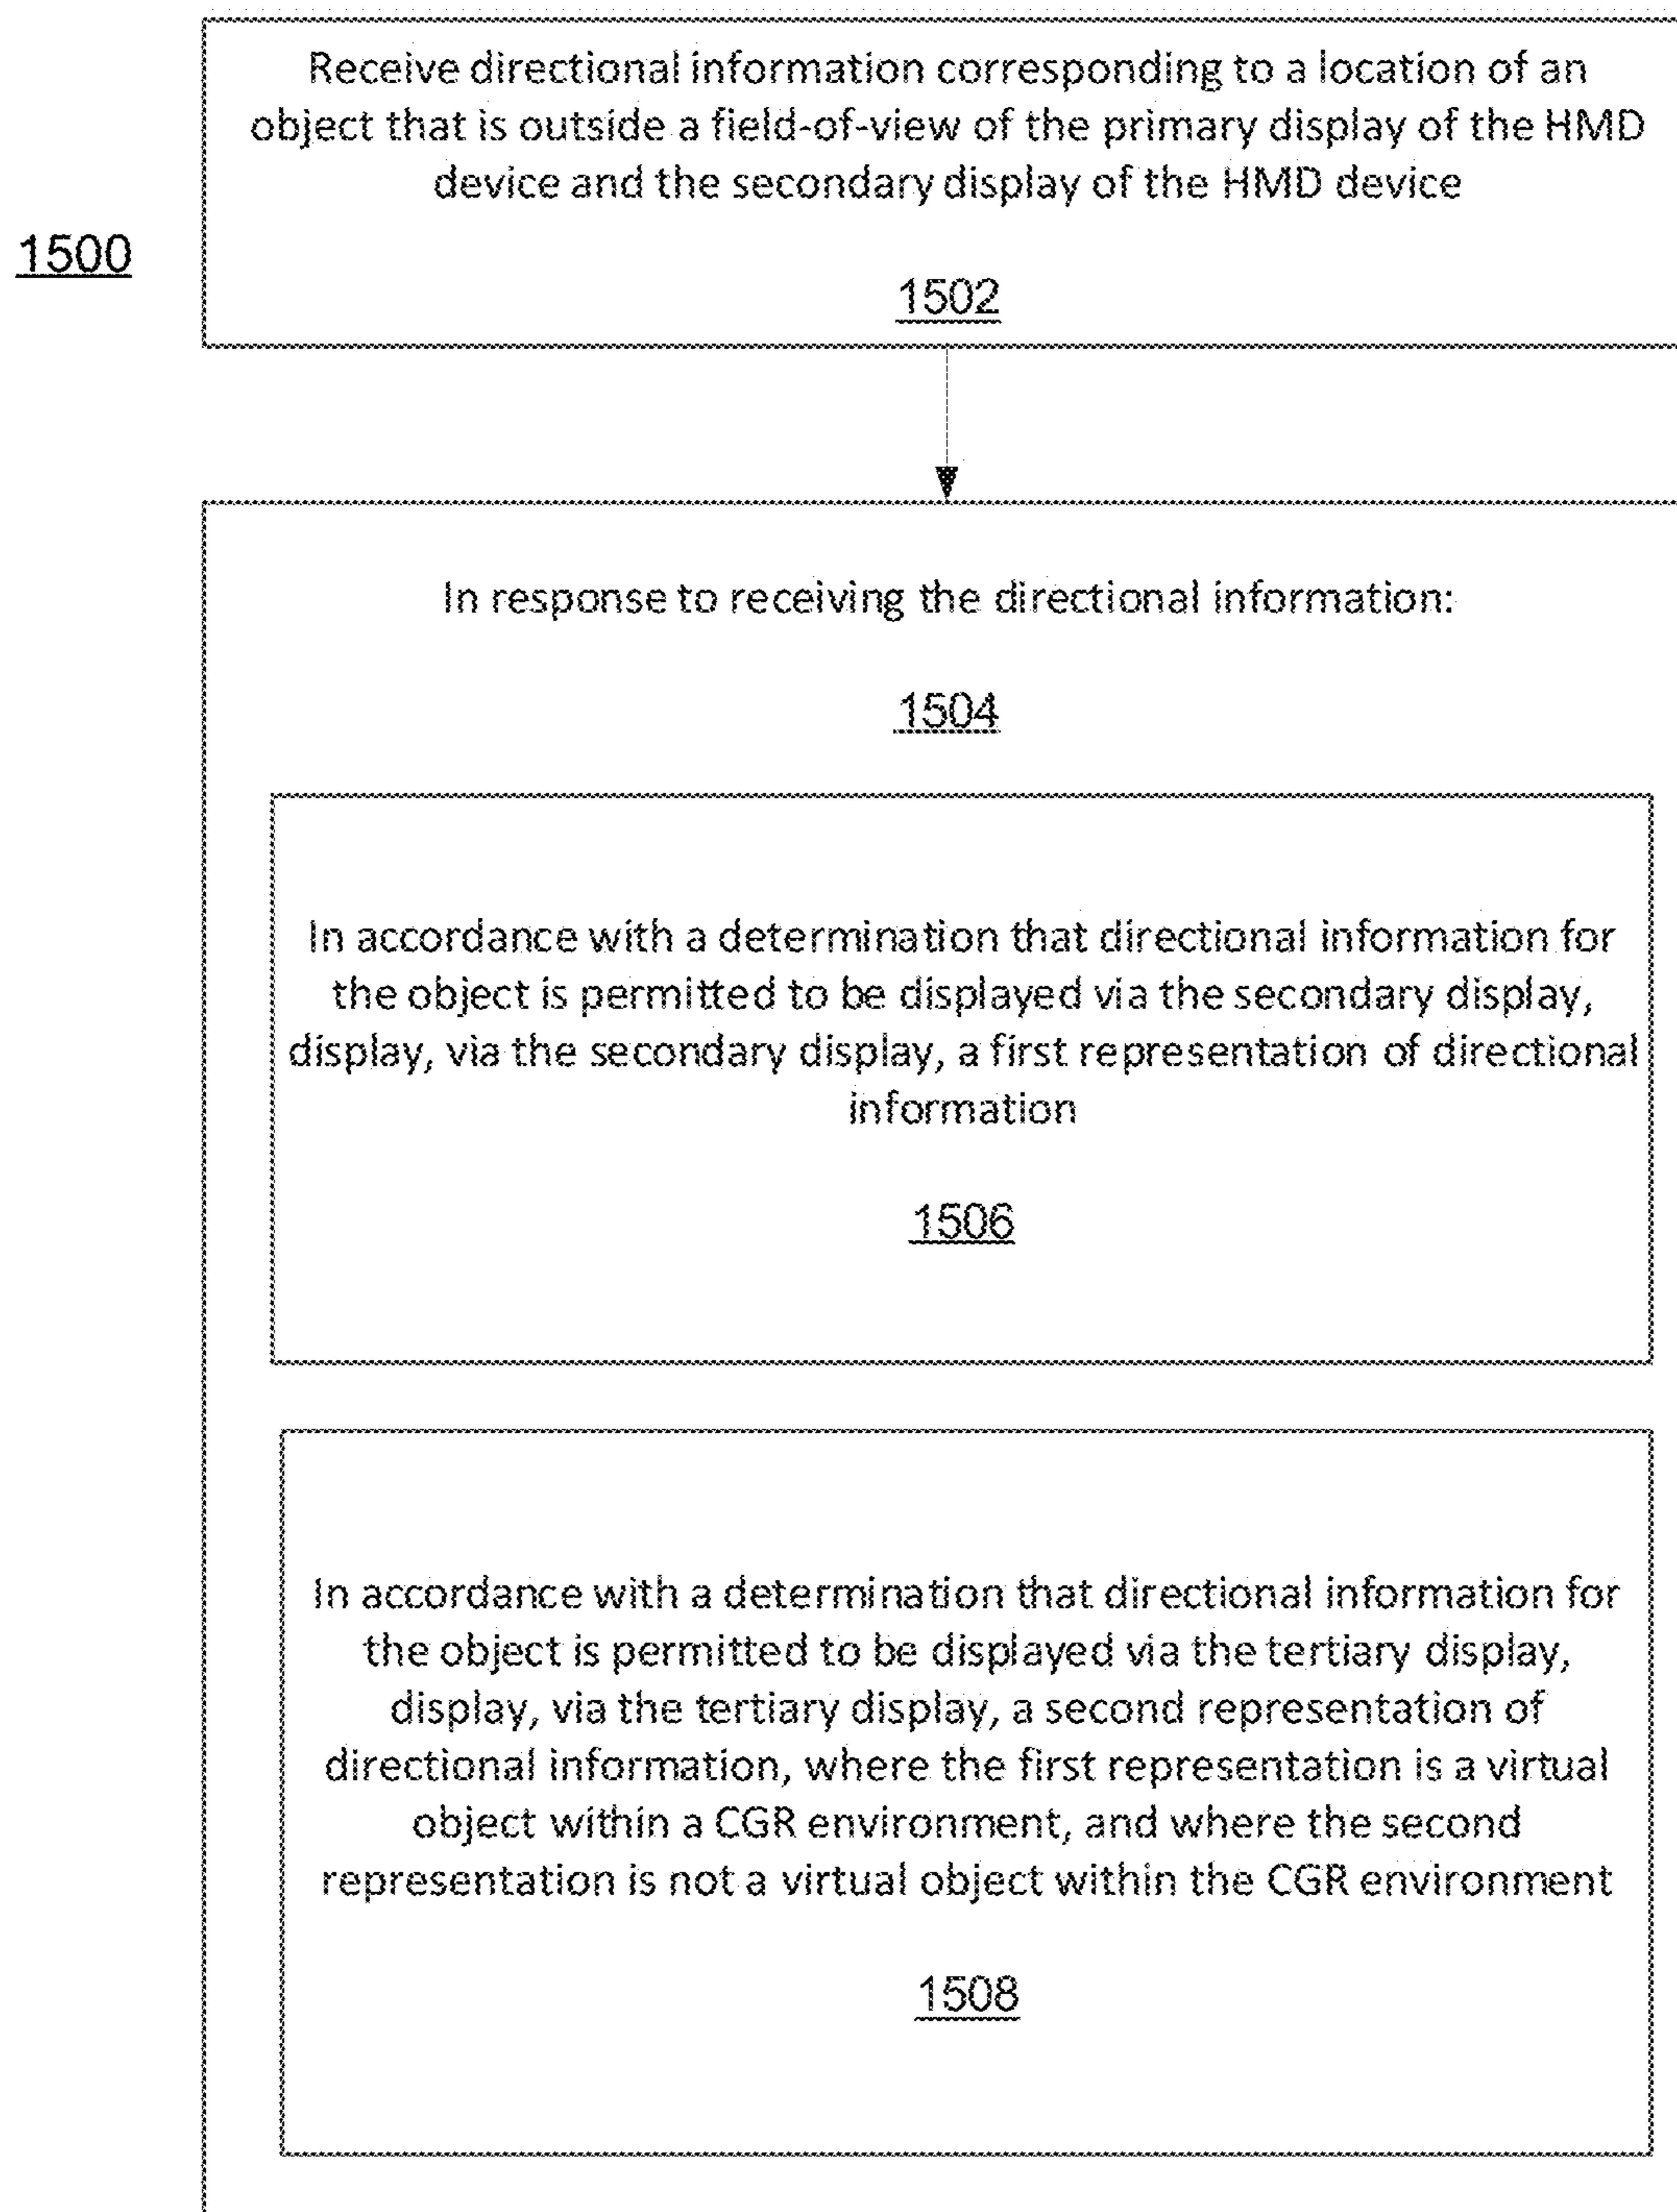 Receive directional information corresponding to a location of an
object that is outside a field-of-view of the primary display of the HMD
device and the secondary display of the HMD device
1500
1502
In response to receiving the directional information:
1504
In accordance with a determination that directional information for
the object is permitted to be displayed via the secondary display,
display, via the secondary display, a first representation of directional
information
1506
In accordance with a determination that directional information for
the object is permitted to be displayed via the tertiary display,
display, via the tertiary display, a second representation of
directional information, where the first representation is a virtual
object within a CGR environment, and where the second
representation is not a virtual object within the CGR environment
1508